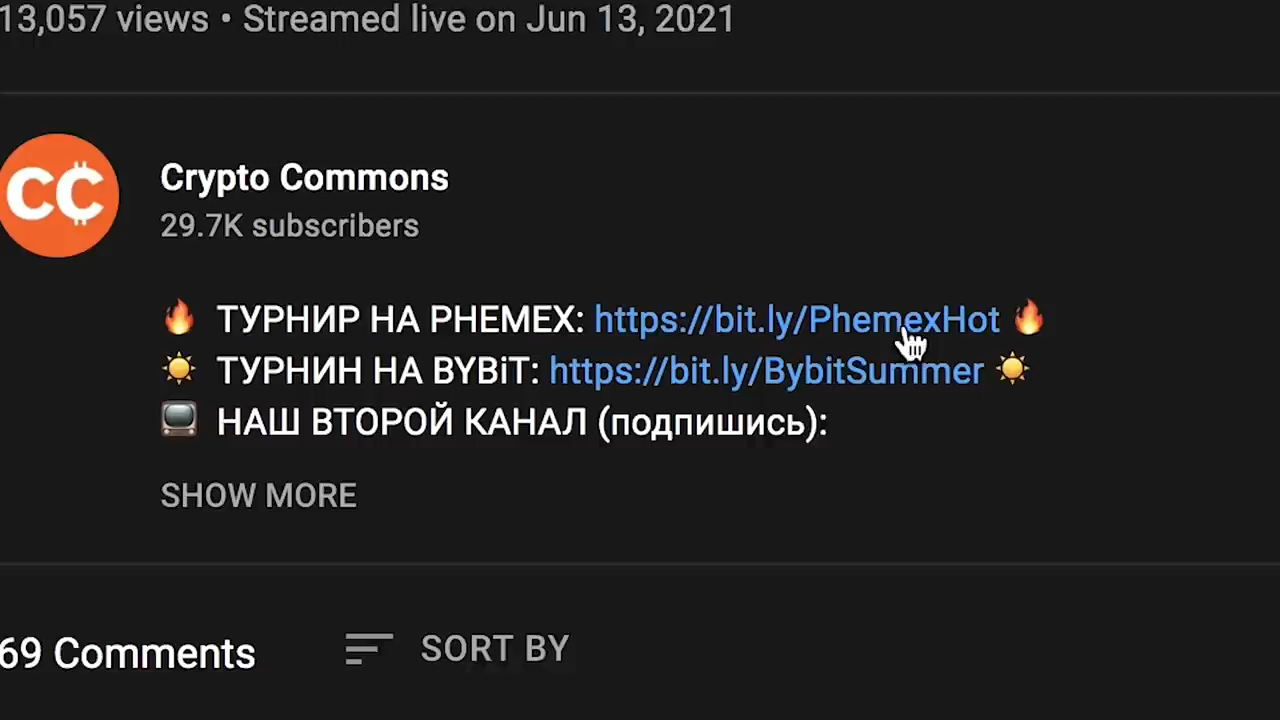 13,057 views • Streamed live on Jun 13, 2021
CC
Crypto Commons
29.7K subscribers
🔥 ТУРНИР НА PHEMEX: https://bit.ly/PhemexHot 🔥
☀️ ТУРНИН НА BYBiT: https://bit.ly/BybitSummer ☀️
📺 НАШ ВТОРОЙ КАНАЛ (подпишись):
SHOW MORE
69 Comments
SORT BY